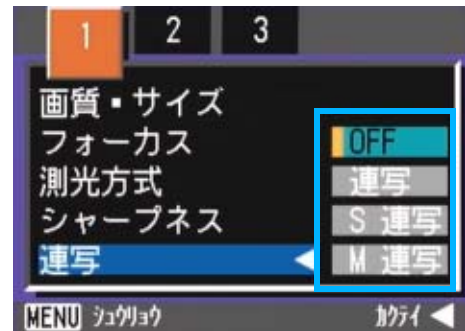 1 2 3
画質・サイズ
フォーカス OFF
測光方式 連写
シャープネス S 連写
連写 M 連写
MENU シュウリョウ カクテイ